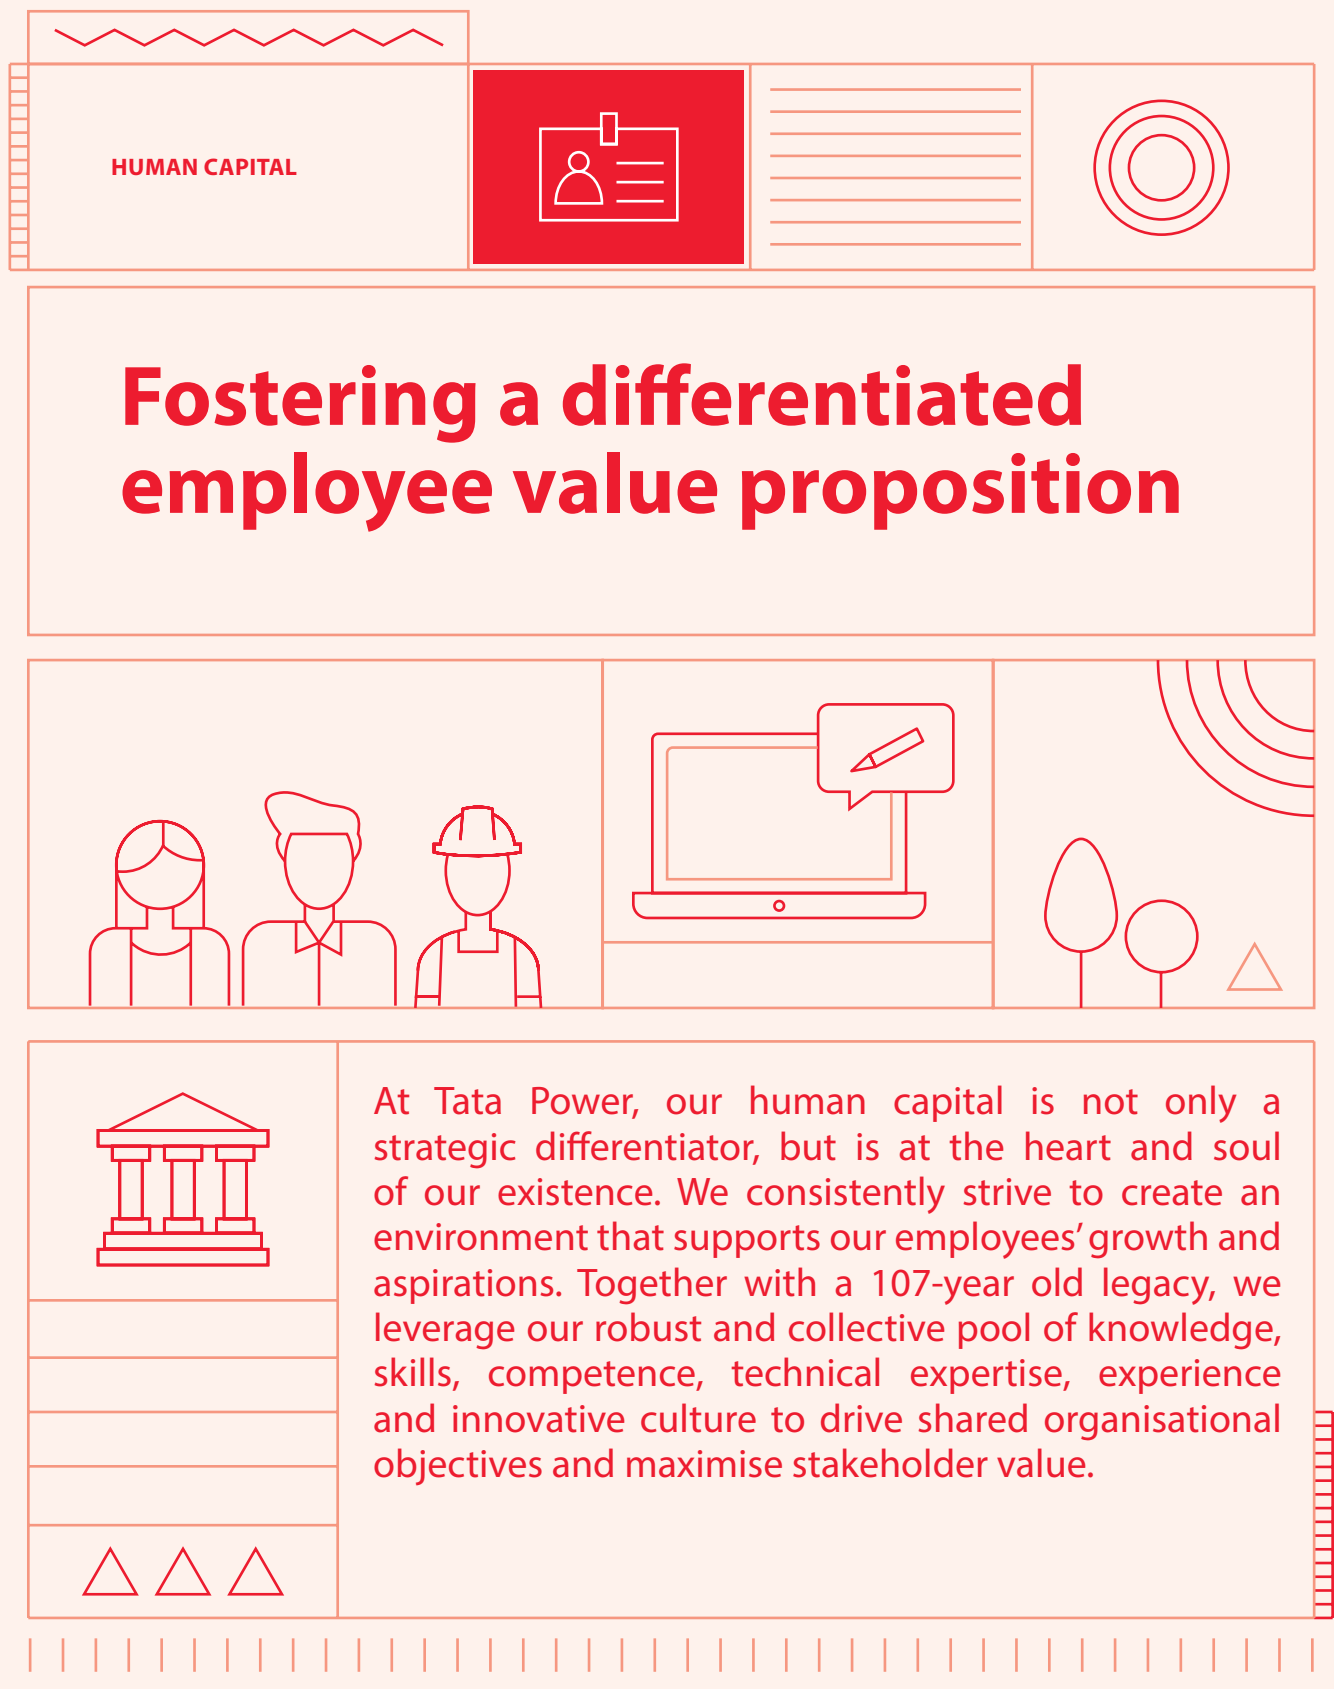 HUMAN CAPITAL
Fostering a differentiated
employee value proposition
At Tata Power, our human capital is not only a
strategic differentiator, but is at the heart and soul
of our existence. We consistently strive to create an
environment that supports our employees’ growth and
aspirations. Together with a 107-year old legacy, we
leverage our robust and collective pool of knowledge,
skills, competence, technical expertise, experience
and innovative culture to drive shared organisational
objectives and maximise stakeholder value.